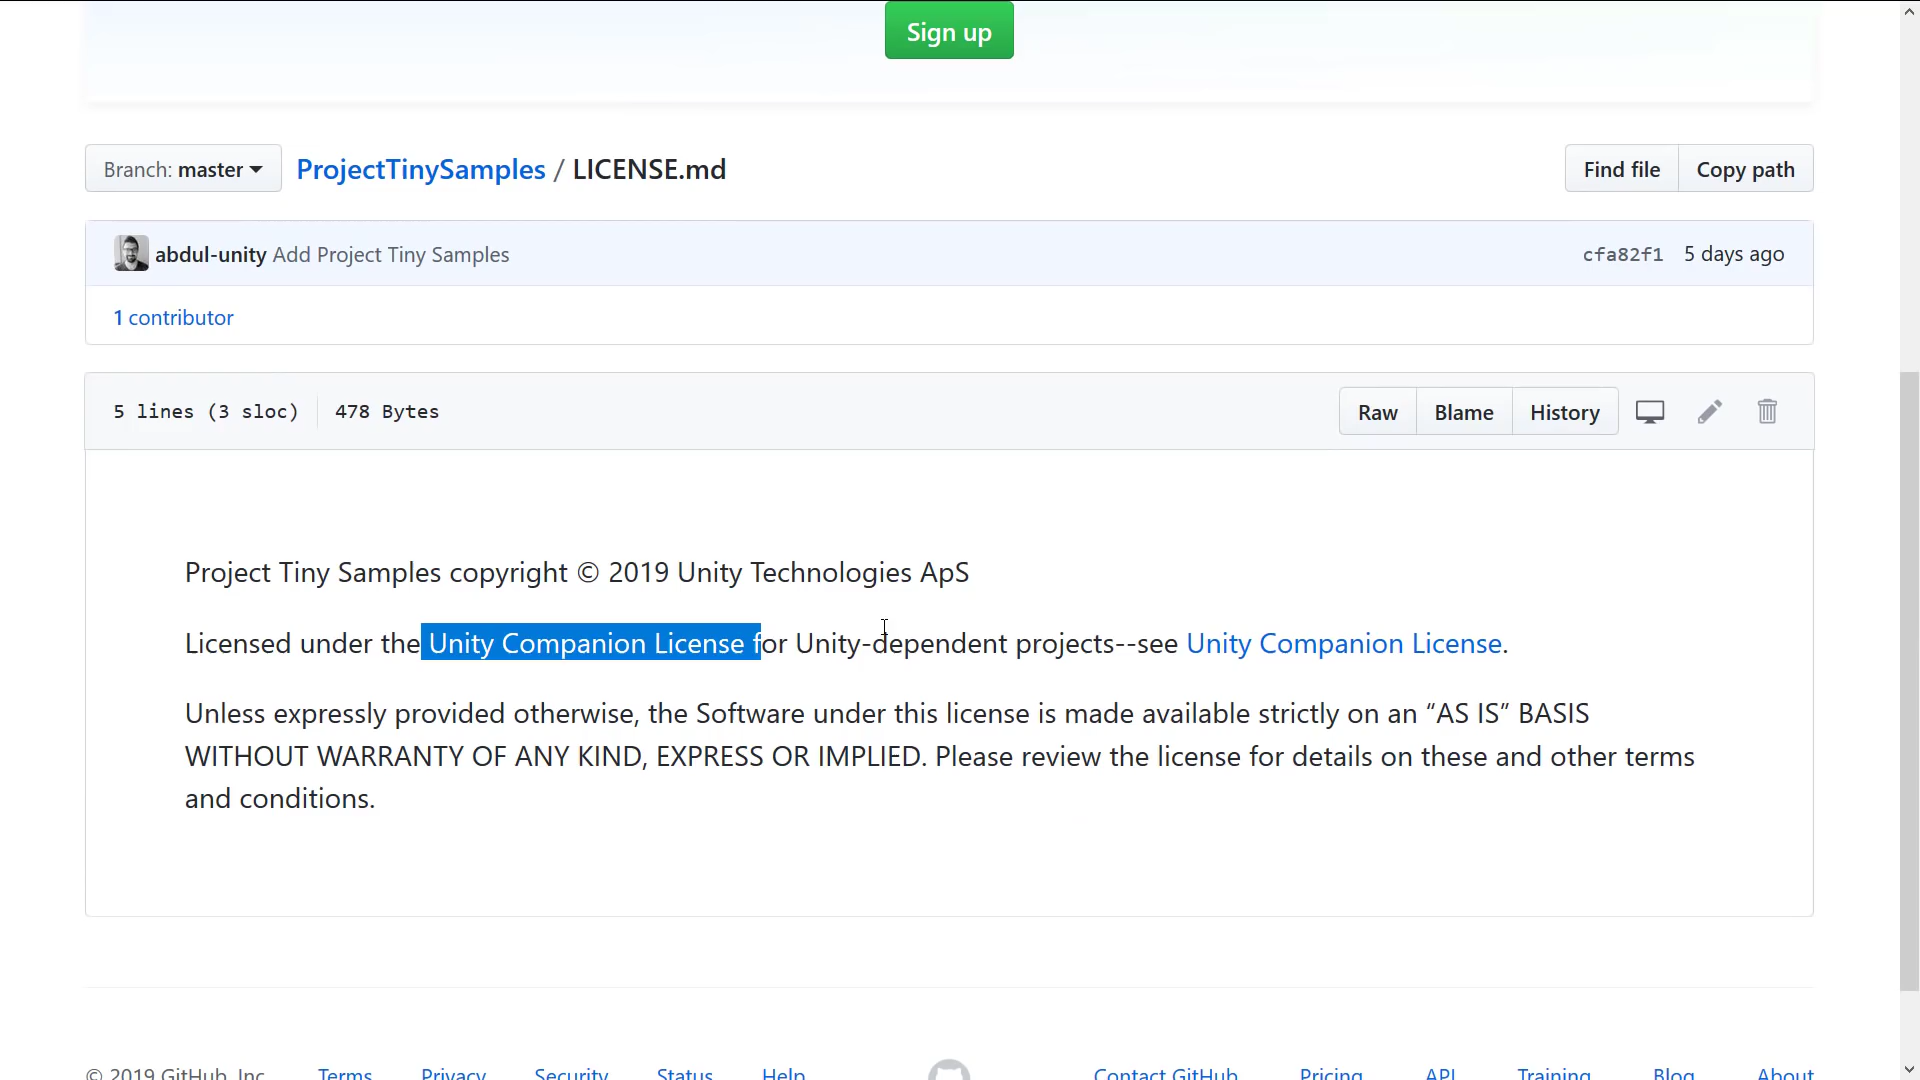 Sign up
Branch: master
ProjectTinySamples / LICENSE.md
Find file
Copy path
abdul-unity Add Project Tiny Samples
cfa82f1 5 days ago
1 contributor
5 lines (3 sloc)
478 Bytes
Raw
Blame
History
Project Tiny Samples copyright © 2019 Unity Technologies ApS
Licensed under the Unity Companion License for Unity-dependent projects--see Unity Companion License.
Unless expressly provided otherwise, the Software under this license is made available strictly on an “AS IS” BASIS
WITHOUT WARRANTY OF ANY KIND, EXPRESS OR IMPLIED. Please review the license for details on these and other terms
and conditions.
© 2019 GitHub, Inc.
Terms
Privacy
Security
Status
Help
Contact GitHub
Pricing
API
Training
Blog
About